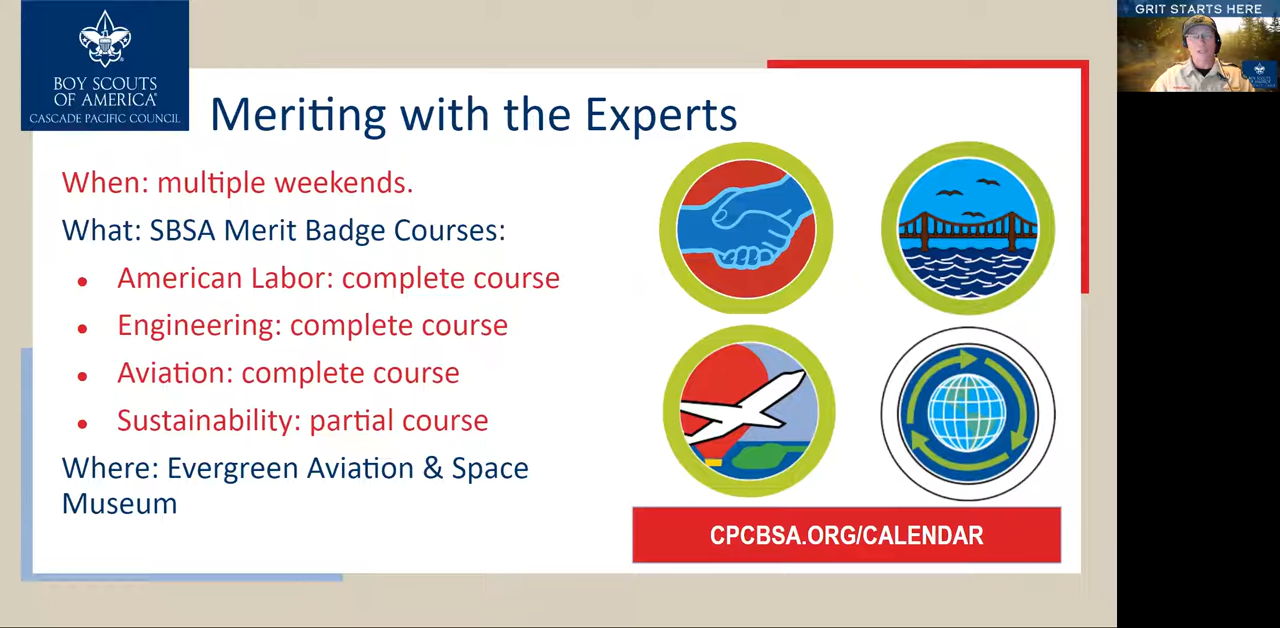 BOY SCOUTS
OF AMERICA®
CASCADE PACIFIC COUNCIL
Meriting with the Experts
When: multiple weekends.
What: SBSA Merit Badge Courses:
• American Labor: complete course
• Engineering: complete course
• Aviation: complete course
• Sustainability: partial course
Where: Evergreen Aviation & Space
Museum
CPCBSA.ORG/CALENDAR
GRIT STARTS HERE